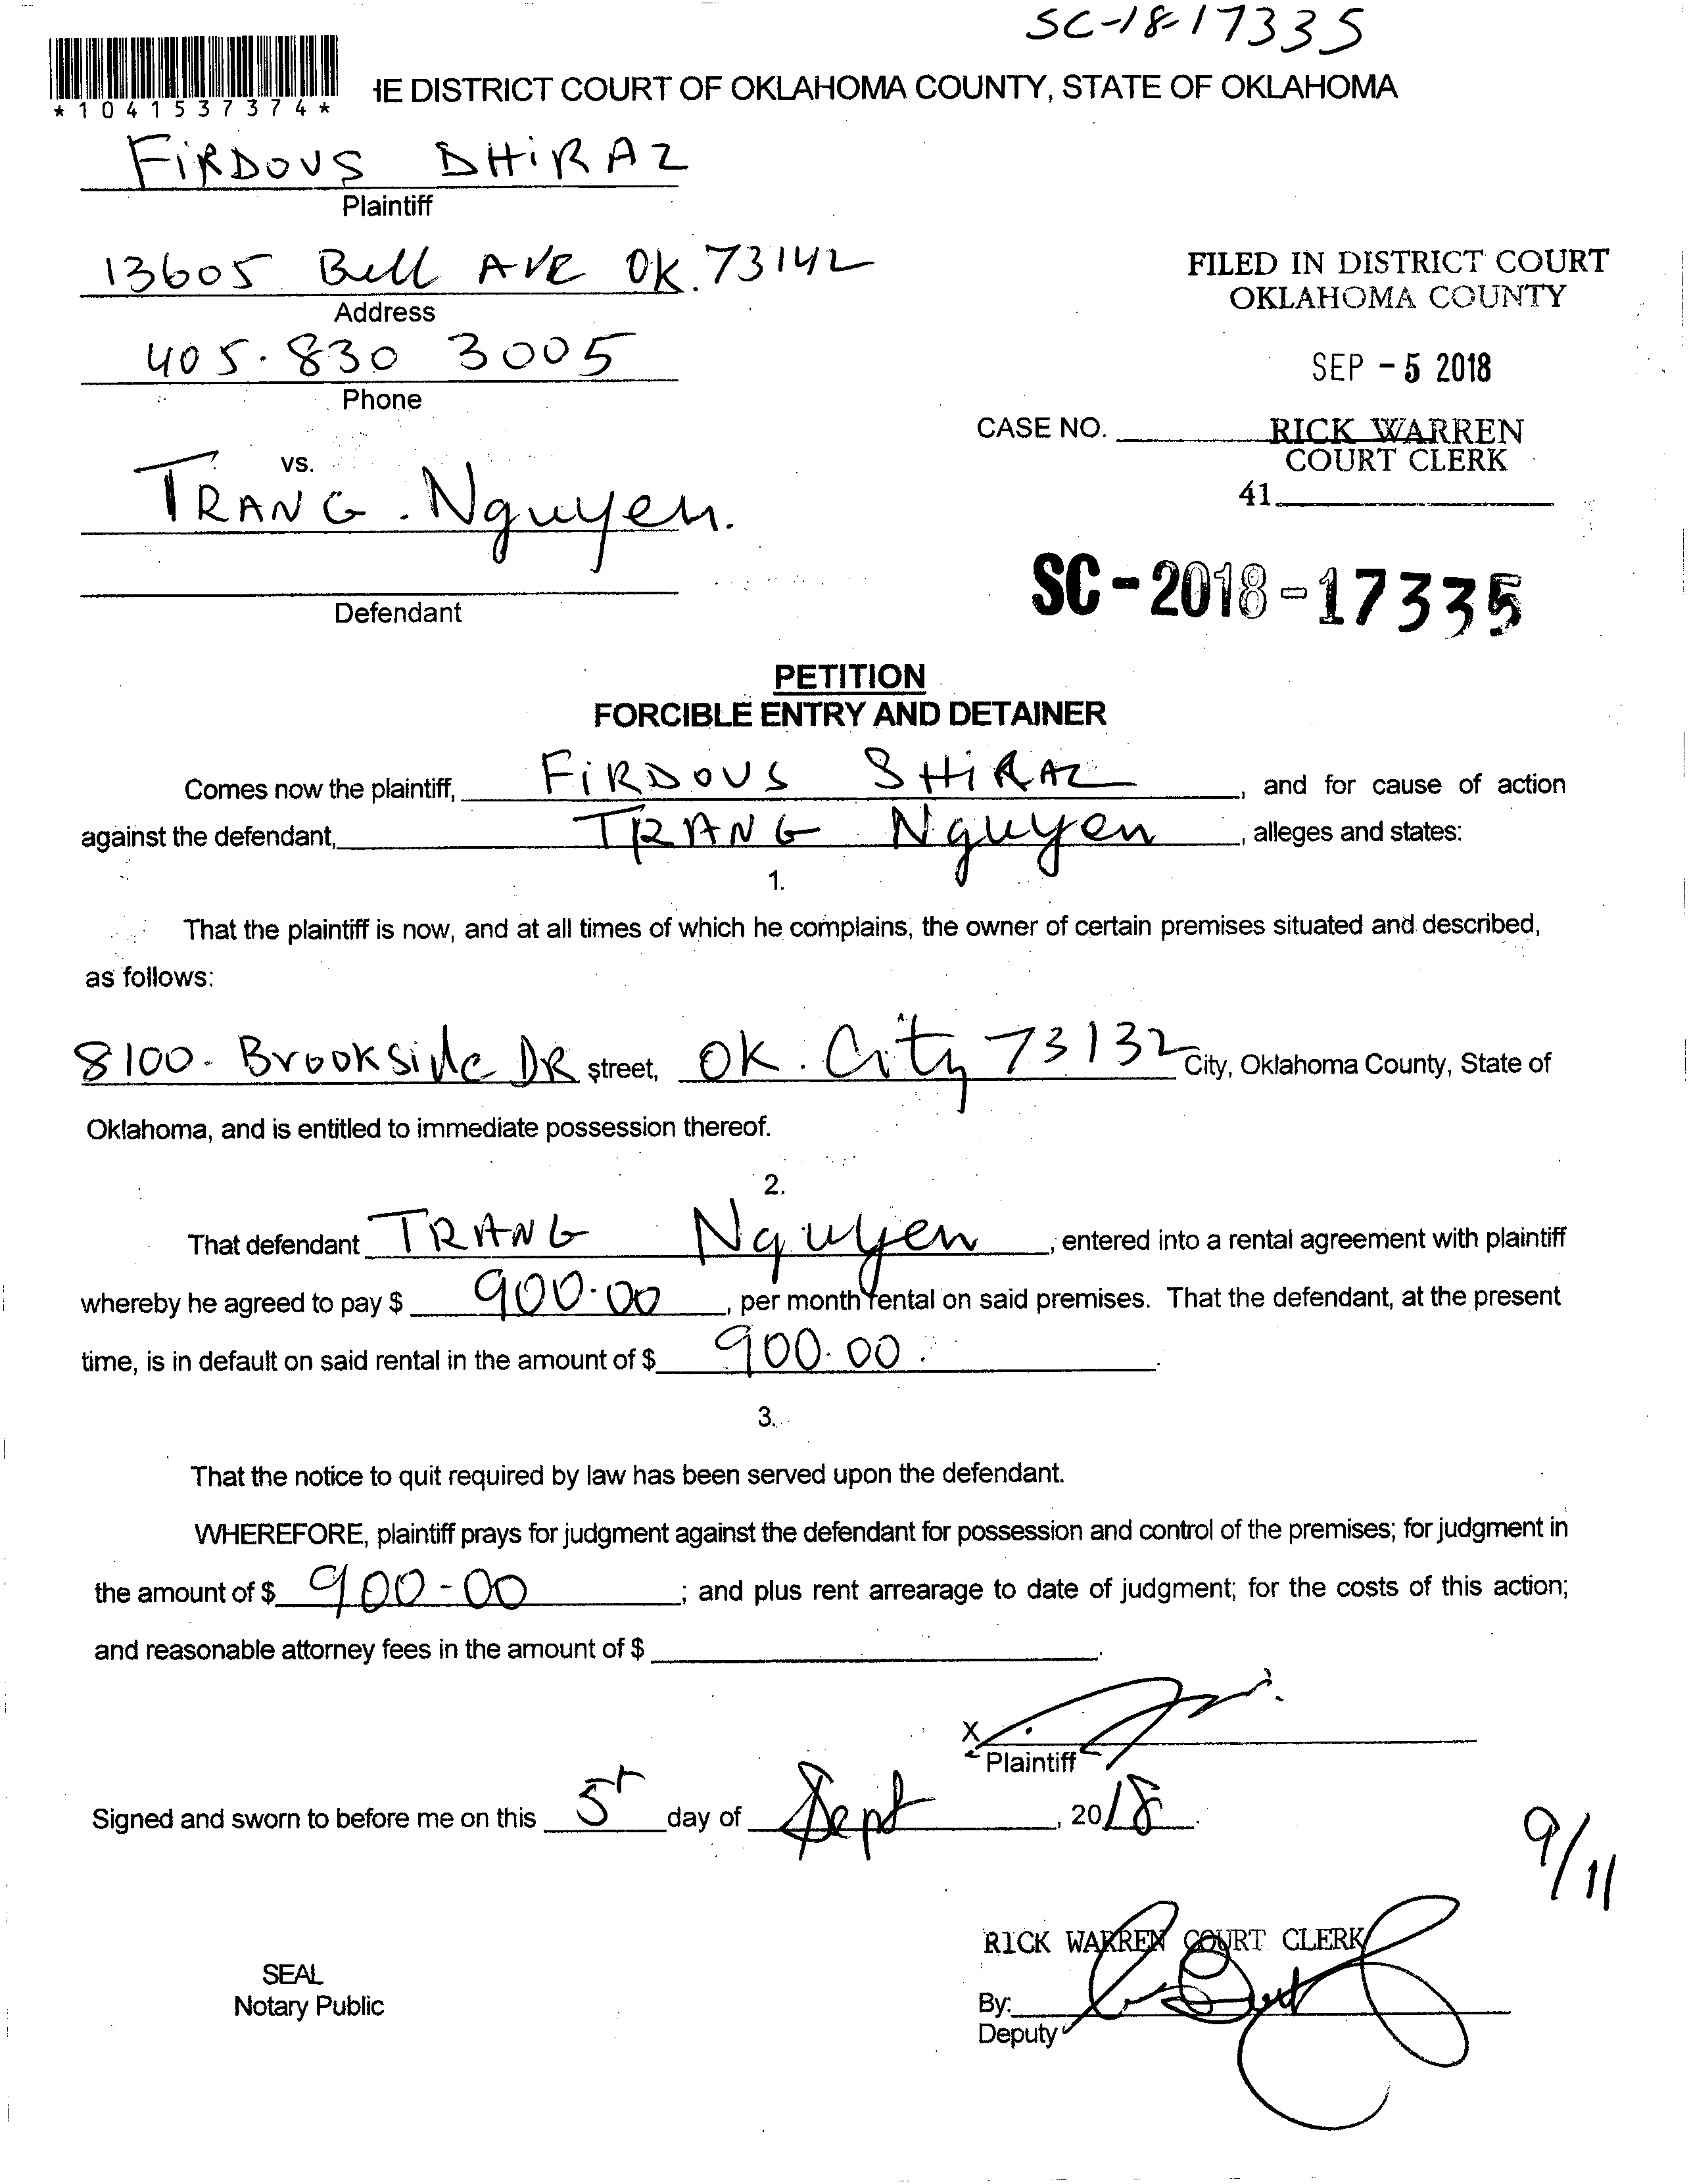 SC-18-17335
*1041537374*
IE DISTRICT COURT OF OKLAHOMA COUNTY, STATE OF OKLAHOMA
FiRDOUS DHiRAZ
Plaintiff
13605 Bell AVE OK. 73142
Address
FILED IN DISTRICT COURT
OKLAHOMA COUNTY
405. 830 3005
Phone
SEP - 5 2018
CASE NO.
RICK WARREN
COURT CLERK
41
vs.
TRANG. Nguyen.
Defendant
SC-2018-17335
PETITION
FORCIBLE ENTRY AND DETAINER
Comes now the plaintiff, FiRDOUS SHiRAZ, and for cause of action
against the defendant, TRANG Nguyen, alleges and states:
1.
That the plaintiff is now, and at all times of which he complains, the owner of certain premises situated and described,
as follows:
8100. Brookside DR street, OK. City 73132 City, Oklahoma County, State of
Oklahoma, and is entitled to immediate possession thereof.
2.
That defendant TRANG Nguyen, entered into a rental agreement with plaintiff
whereby he agreed to pay $ 900.00, per month rental on said premises. That the defendant, at the present
time, is in default on said rental in the amount of $ 900.00.
3.
That the notice to quit required by law has been served upon the defendant.
WHEREFORE, plaintiff prays for judgment against the defendant for possession and control of the premises; for judgment in
the amount of $ 900-00; and plus rent arrearage to date of judgment; for the costs of this action;
and reasonable attorney fees in the amount of $ .
X
Plaintiff
Signed and sworn to before me on this 5 day of Sept, 2018.
9/11
RICK WARREN COURT CLERK
SEAL
Notary Public
By:
Deputy